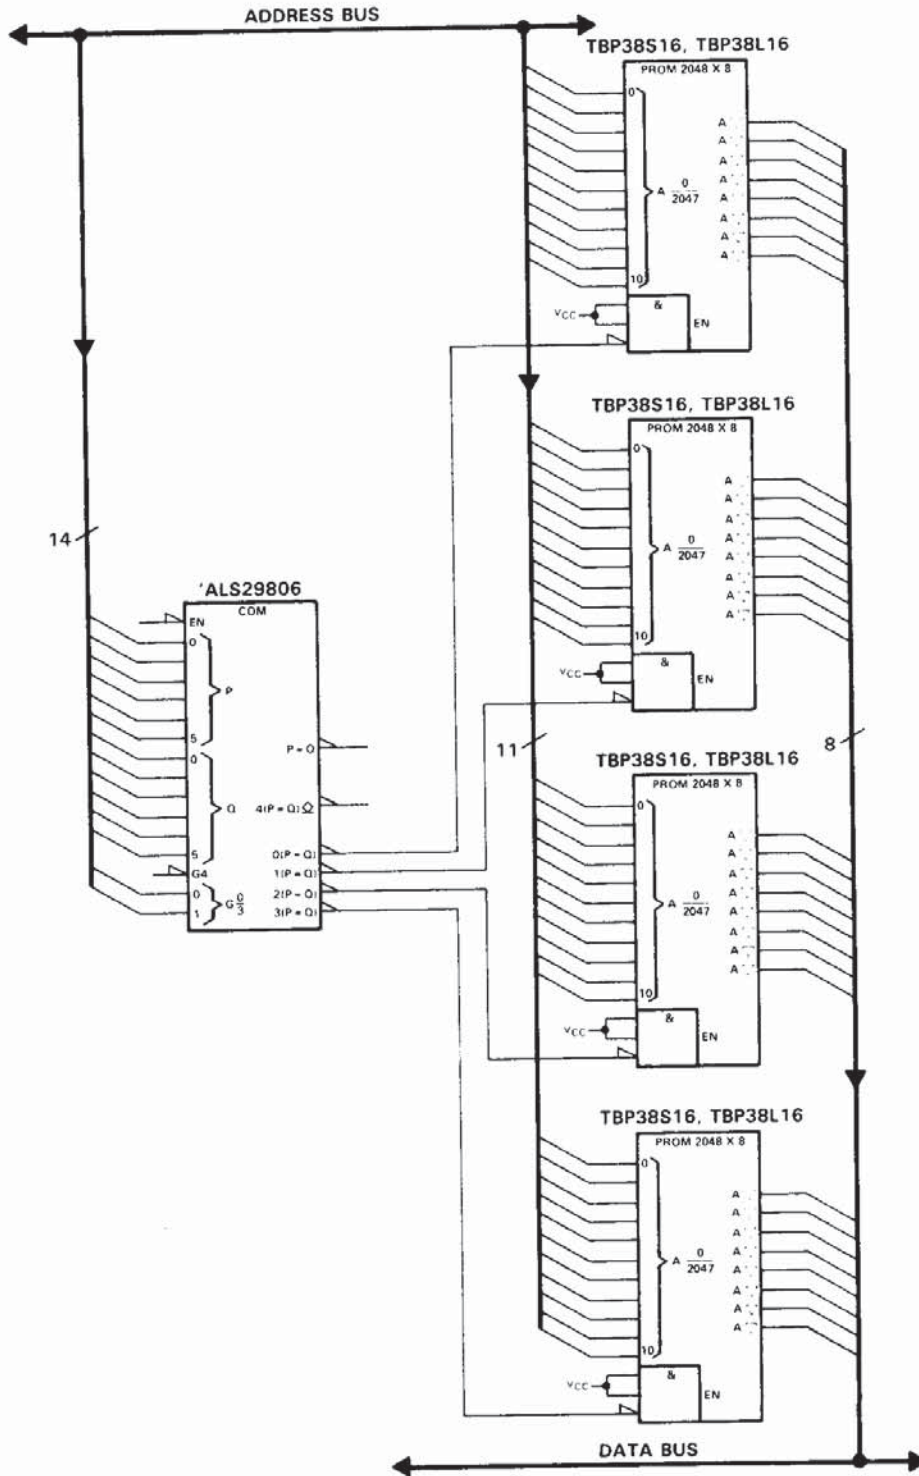 ADDRESS BUS
TBP38S16, TBP38L16
PROM 2048 X 8
0
A 0/2047
10
A
A
A
A
A
A
A
A
VCC
&
EN
TBP38S16, TBP38L16
PROM 2048 X 8
0
A 0/2047
10
A
A
A
A
A
A
A
A
VCC
&
EN
14
'ALS29806
COM
EN
0
P
5
0
Q
5
G4
0
1
G 0/3
P = Q
4(P = Q)
0(P = Q)
1(P = Q)
2(P = Q)
3(P = Q)
11
8
TBP38S16, TBP38L16
PROM 2048 X 8
0
A 0/2047
10
A
A
A
A
A
A
A
A
VCC
&
EN
TBP38S16, TBP38L16
PROM 2048 X 8
0
A 0/2047
10
A
A
A
A
A
A
A
A
VCC
&
EN
DATA BUS